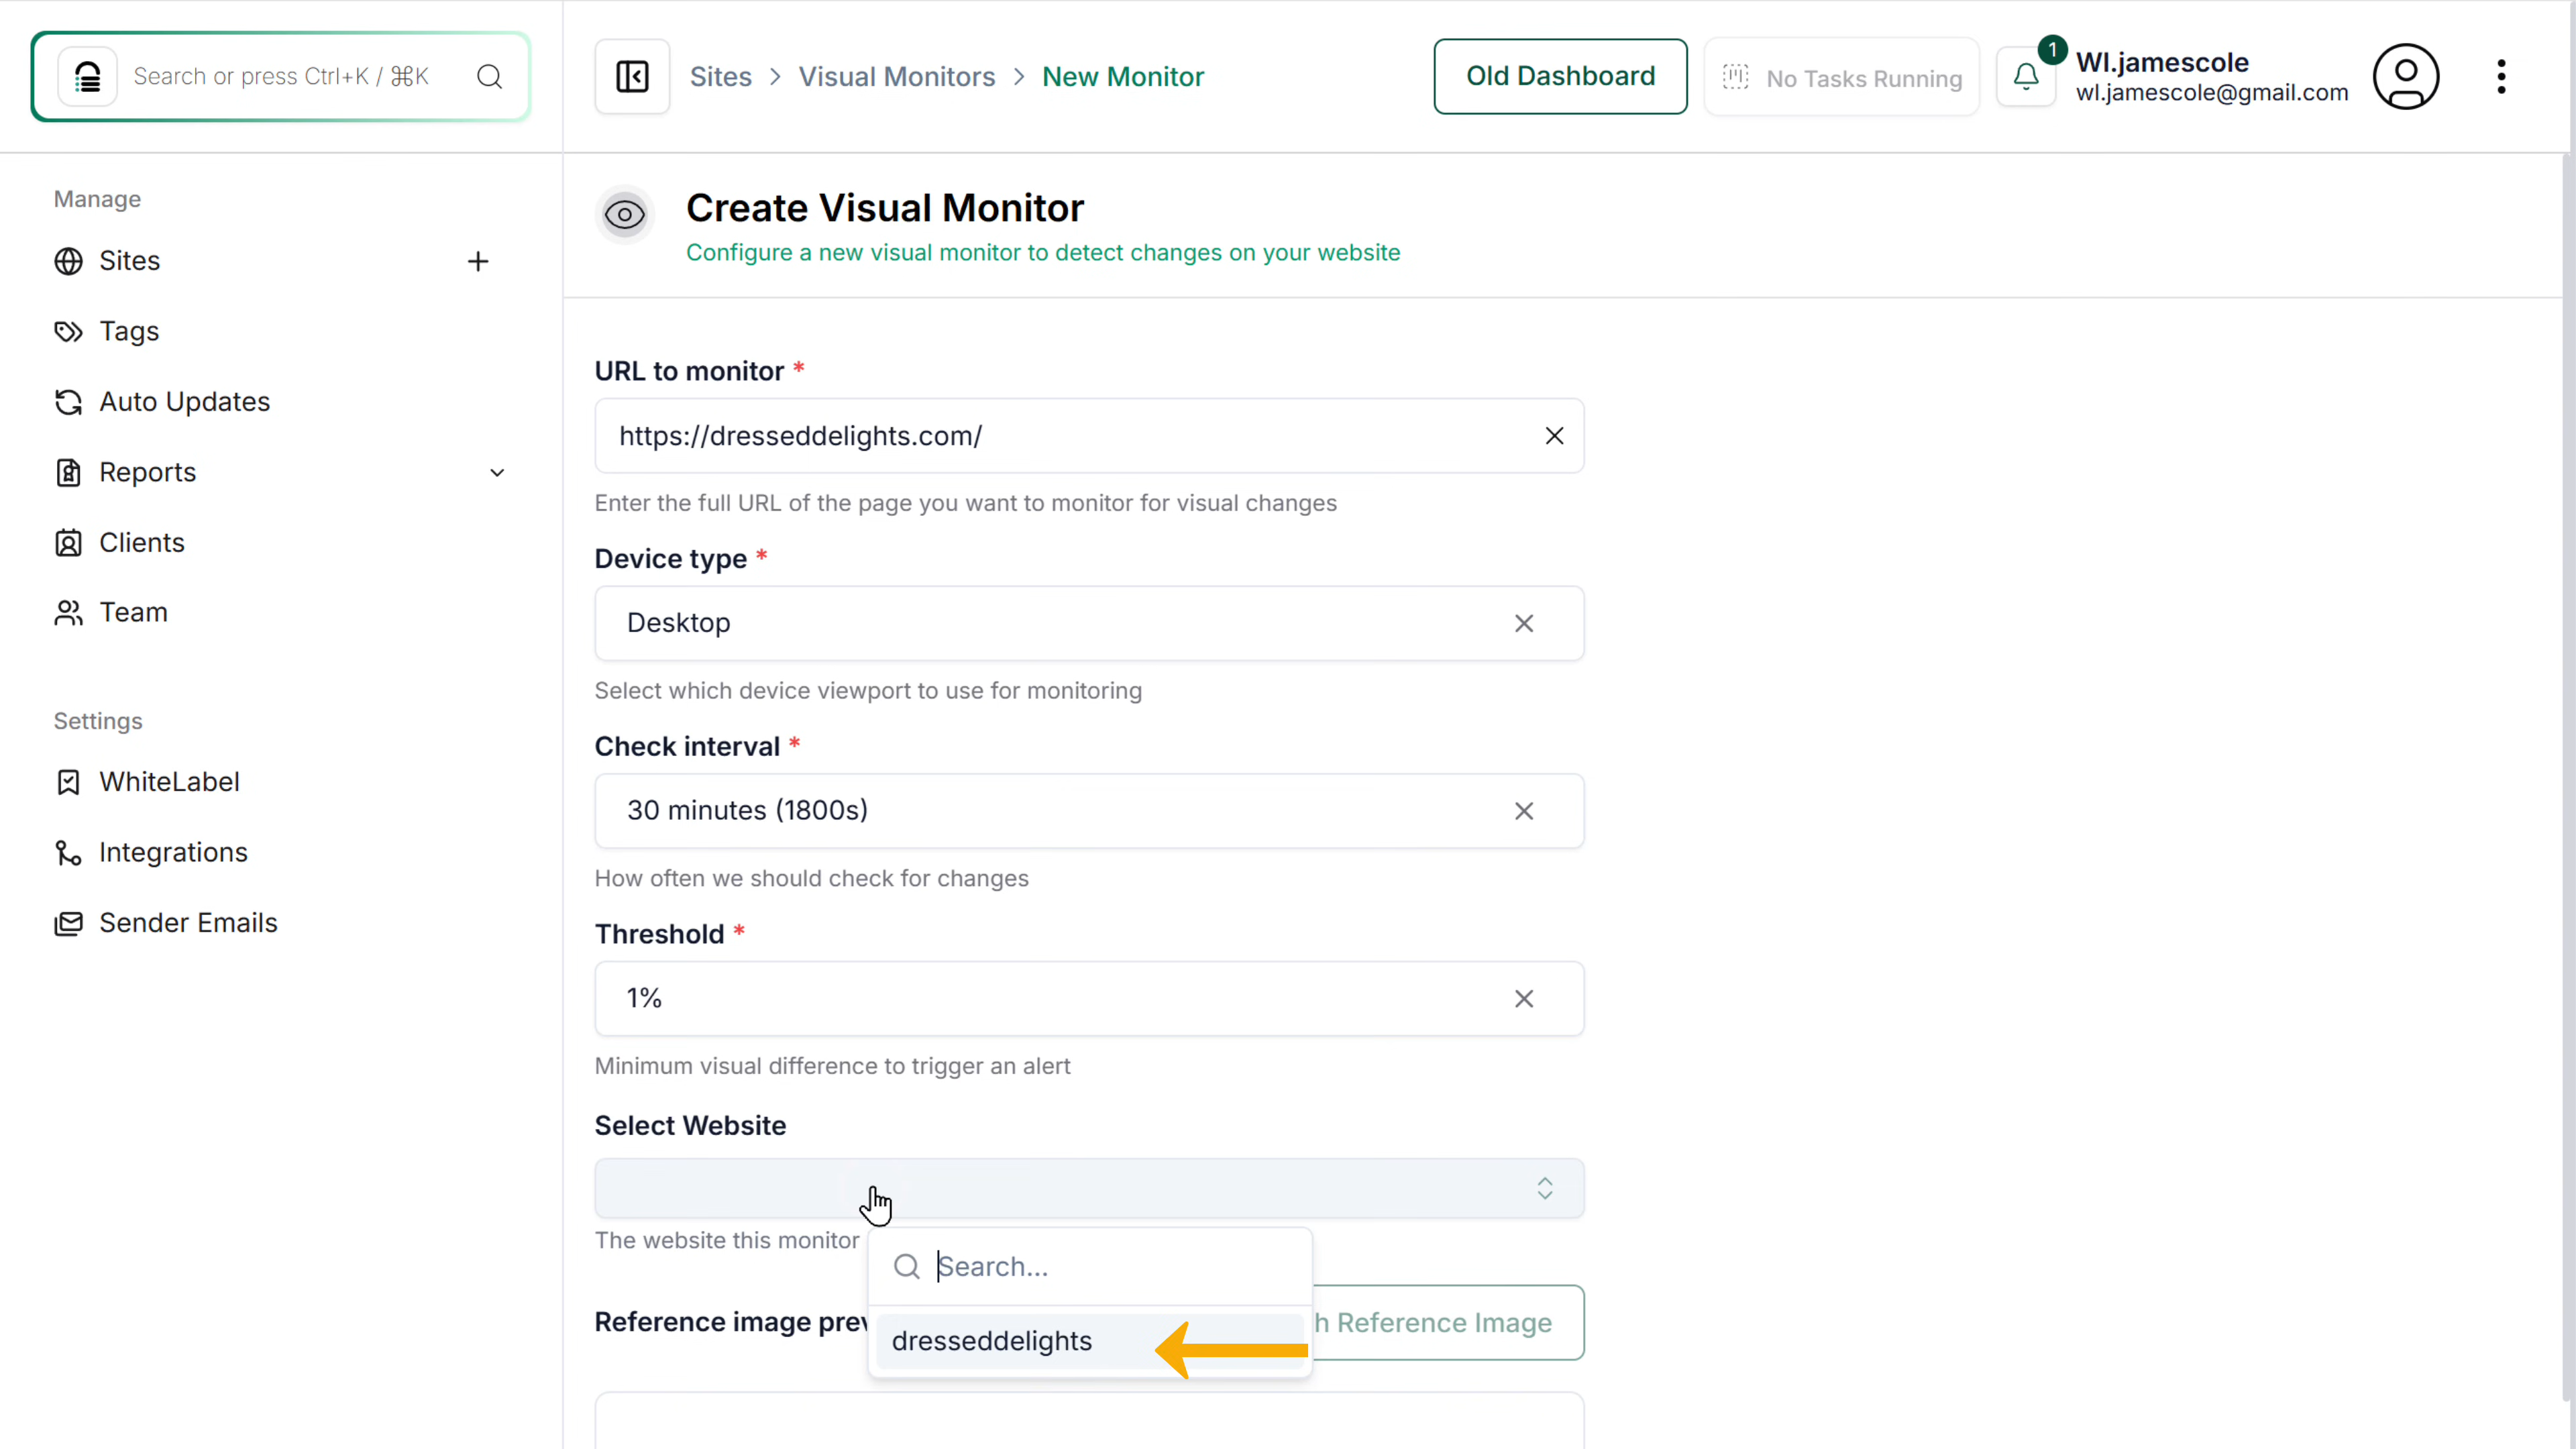 Search or press Ctrl+K / ⌘K
Sites > Visual Monitors > New Monitor
Old Dashboard
No Tasks Running
1
Wl.jamescole
wl.jamescole@gmail.com
Manage
Sites
Tags
Auto Updates
Reports
Clients
Team
Settings
WhiteLabel
Integrations
Sender Emails
Create Visual Monitor
Configure a new visual monitor to detect changes on your website
URL to monitor *
https://dresseddelights.com/
Enter the full URL of the page you want to monitor for visual changes
Device type *
Desktop
Select which device viewport to use for monitoring
Check interval *
30 minutes (1800s)
How often we should check for changes
Threshold *
1%
Minimum visual difference to trigger an alert
Select Website
The website this monitor
Search...
dresseddelights
Reference image prev
h Reference Image